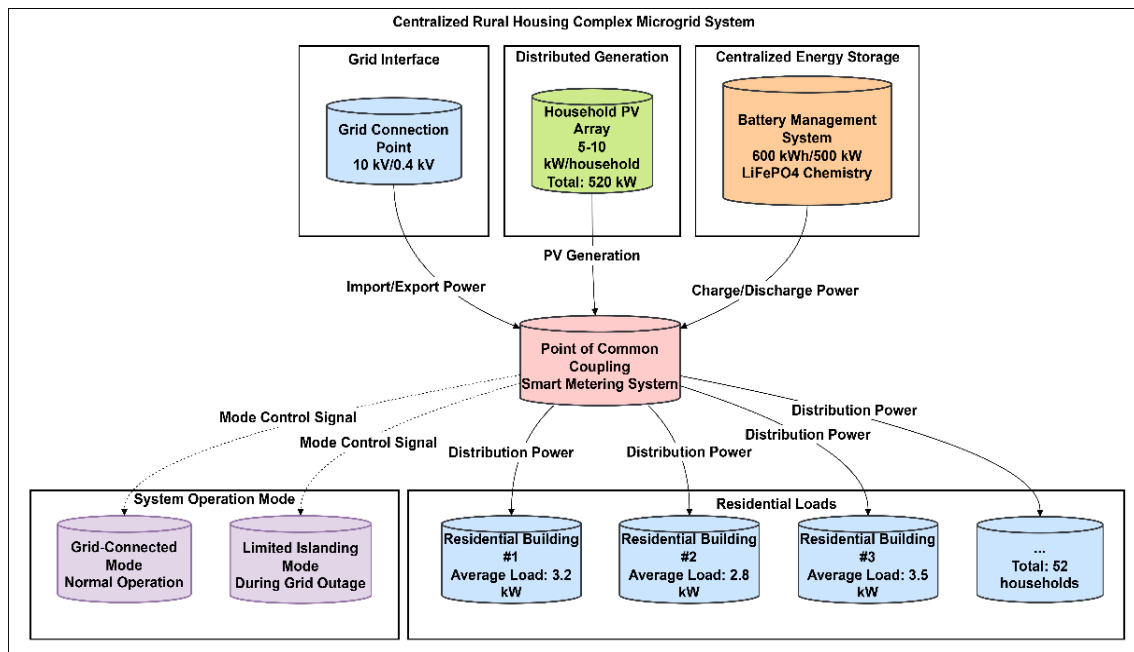 Centralized Rural Housing Complex Microgrid System
Grid Interface
Distributed Generation
Centralized Energy Storage
Grid Connection
Point
10 kV/0.4 kV
Household PV
Array
5-10
kW/household
Total: 520 kW
Battery Management
System
600 kWh/500 kW
LiFePO4 Chemistry
PV Generation
Import/Export Power
Charge/Discharge Power
Point of Common
Coupling
Smart Metering System
Mode Control Signal
Mode Control Signal
Distribution Power
Distribution Power
Distribution Power
Distribution Power
System Operation Mode
Residential Loads
Grid-Connected
Mode
Normal Operation
Limited Islanding
Mode
During Grid Outage
Residential Building
#1
Average Load: 3.2
kW
Residential Building
#2
Average Load: 2.8
kW
Residential Building
#3
Average Load: 3.5
kW
...
Total: 52
households